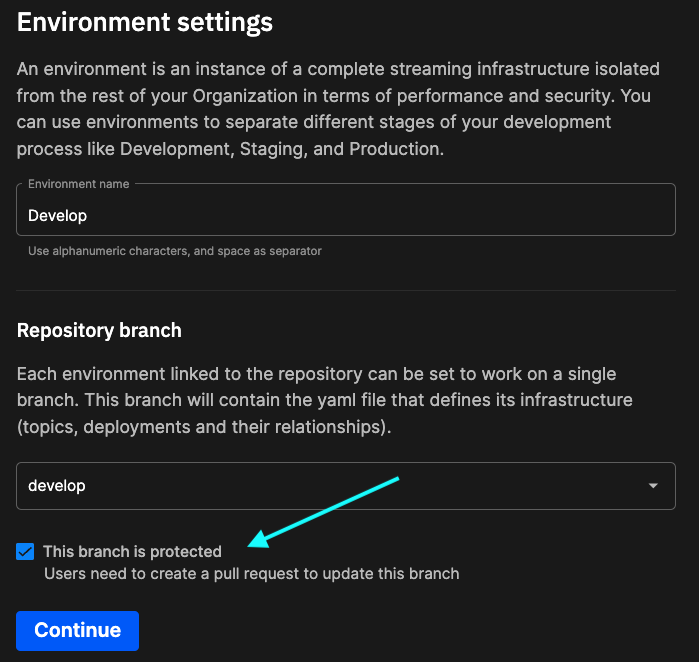 Environment settings
An environment is an instance of a complete streaming infrastructure isolated
from the rest of your Organization in terms of performance and security. You
can use environments to separate different stages of your development
process like Development, Staging, and Production.
Environment name
Develop
Use alphanumeric characters, and space as separator
Repository branch
Each environment linked to the repository can be set to work on a single
branch. This branch will contain the yaml file that defines its infrastructure
(topics, deployments and their relationships).
develop
This branch is protected
Users need to create a pull request to update this branch
Continue